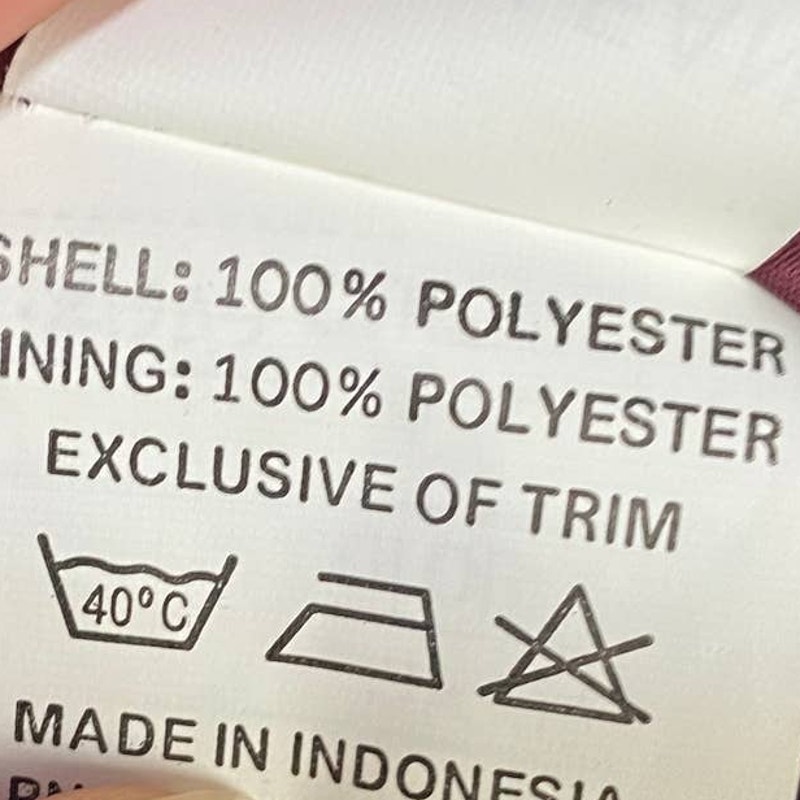 SHELL: 100% POLYESTER
INING: 100% POLYESTER
EXCLUSIVE OF TRIM
40°C
MADE IN INDONESIA